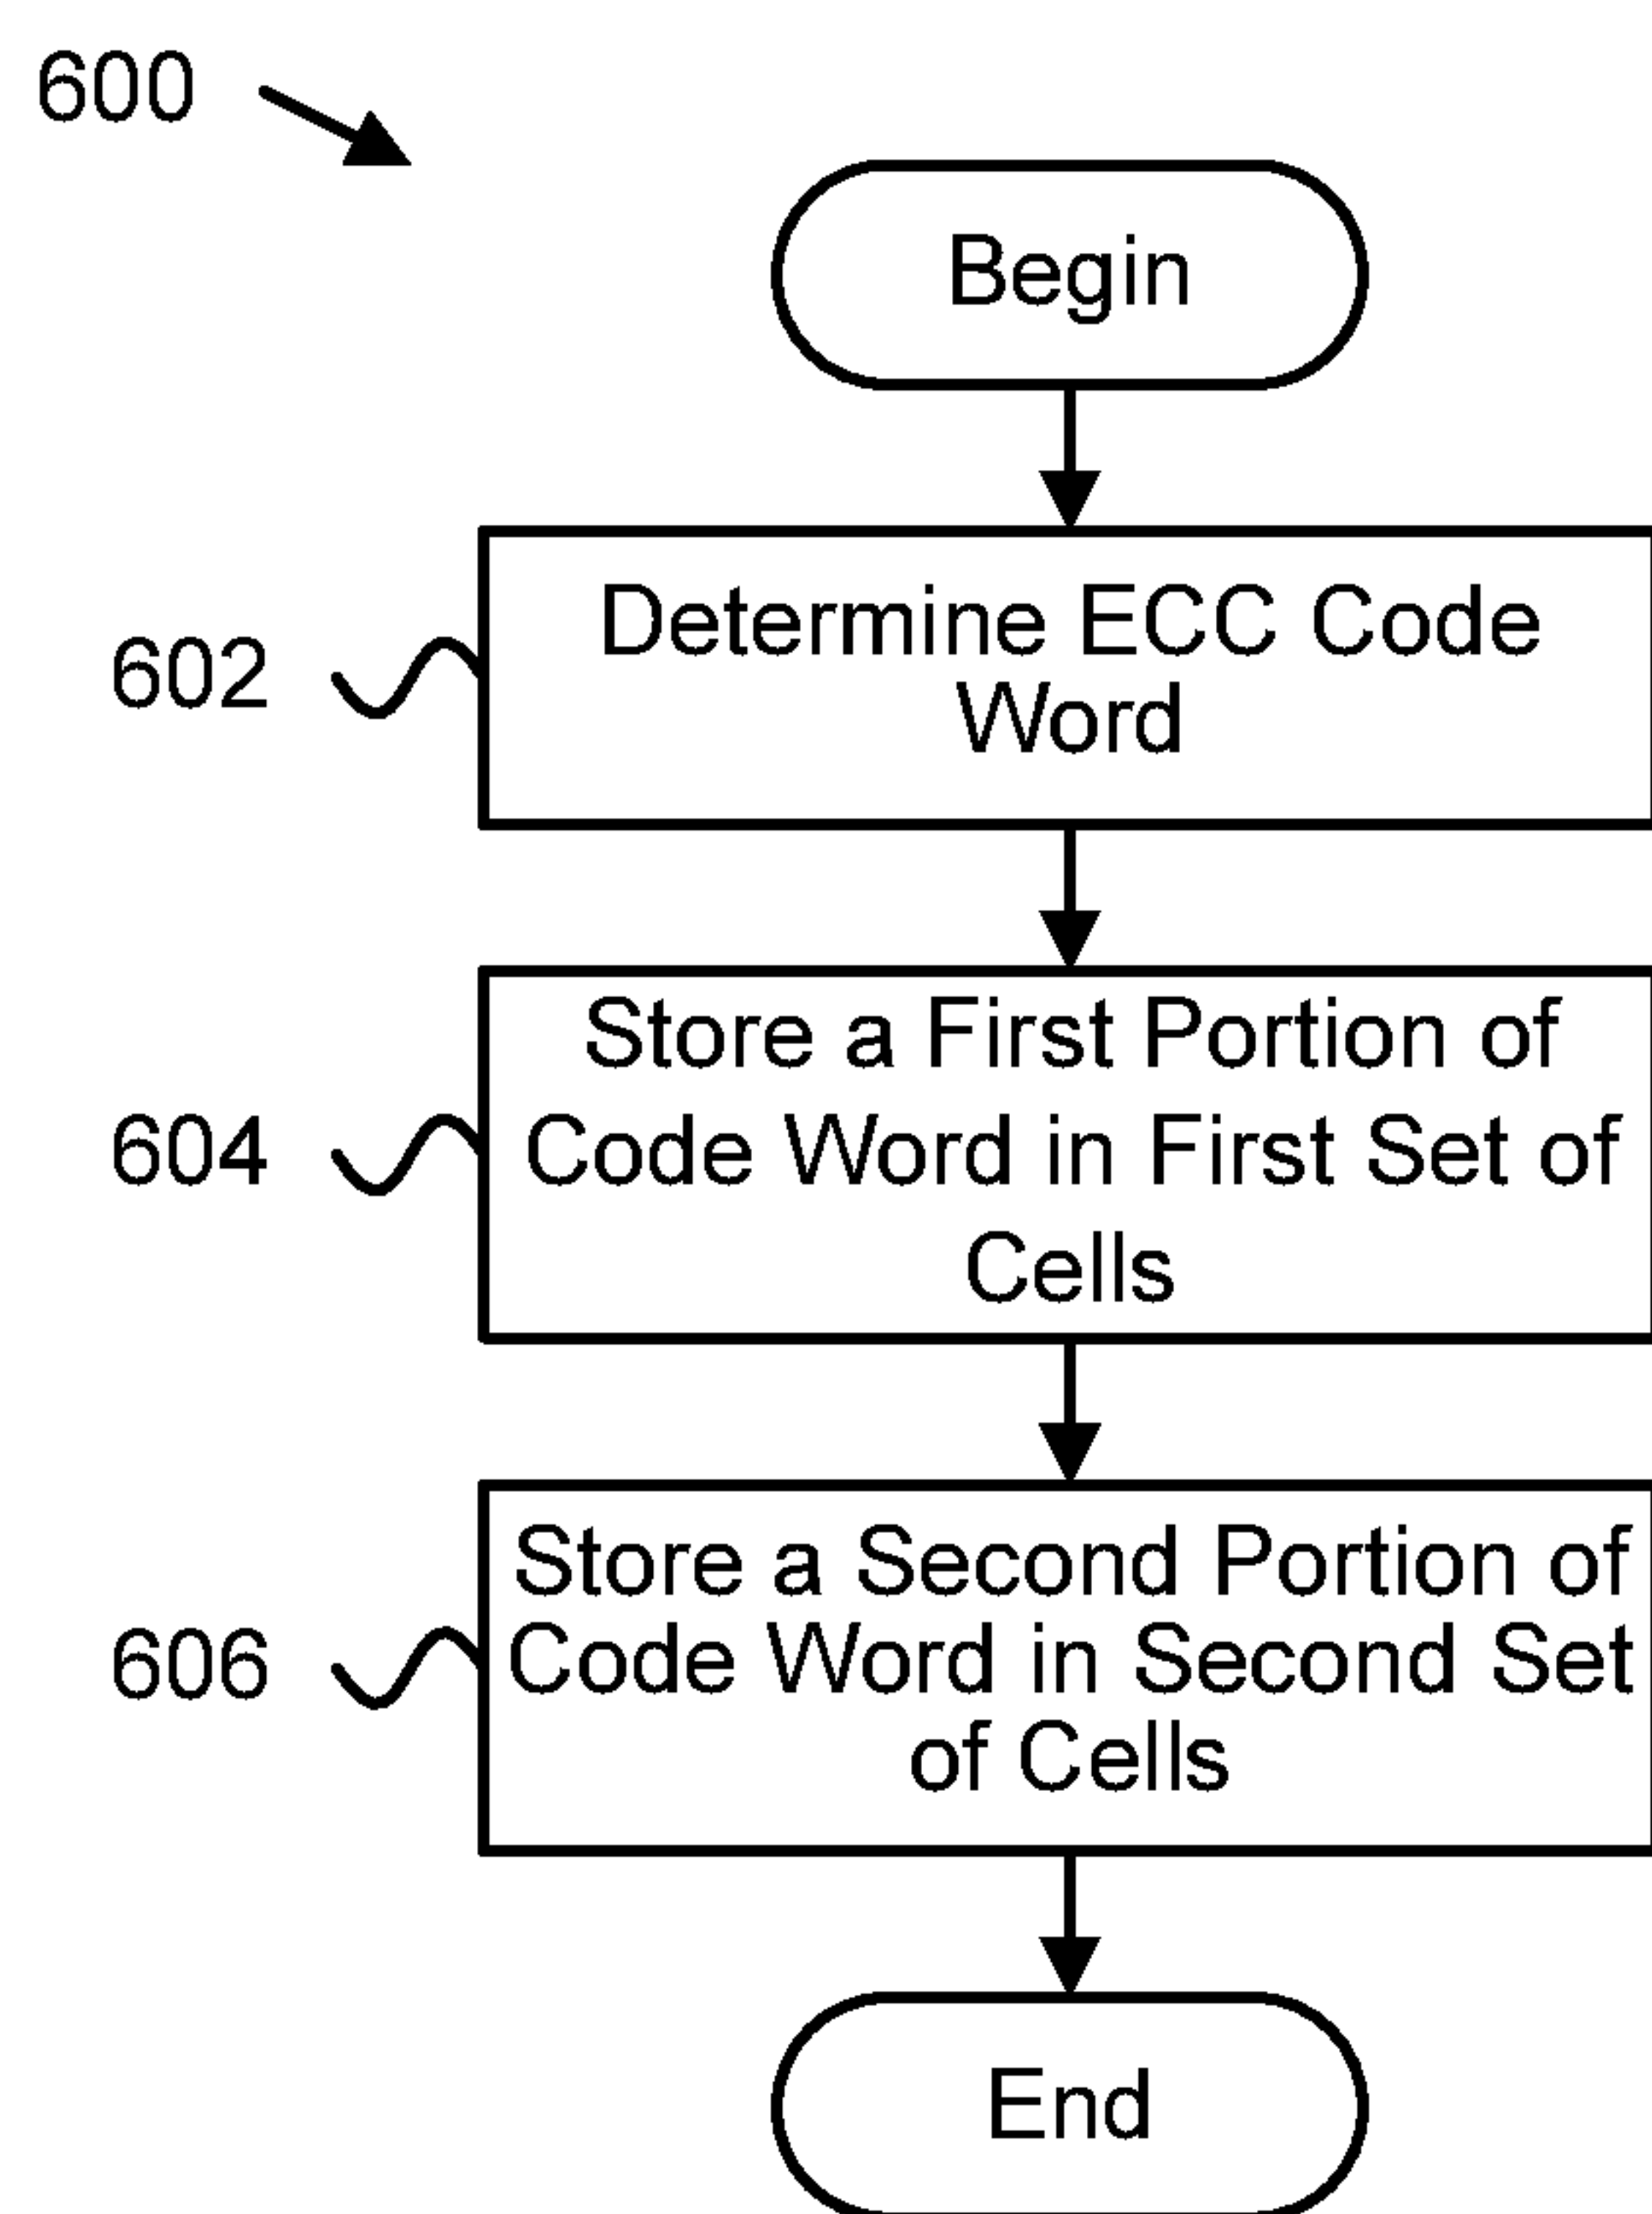 600
Begin
602
Determine ECC Code
Word
604
Store a First Portion of
Code Word in First Set of
Cells
606
Store a Second Portion of
Code Word in Second Set
of Cells
End